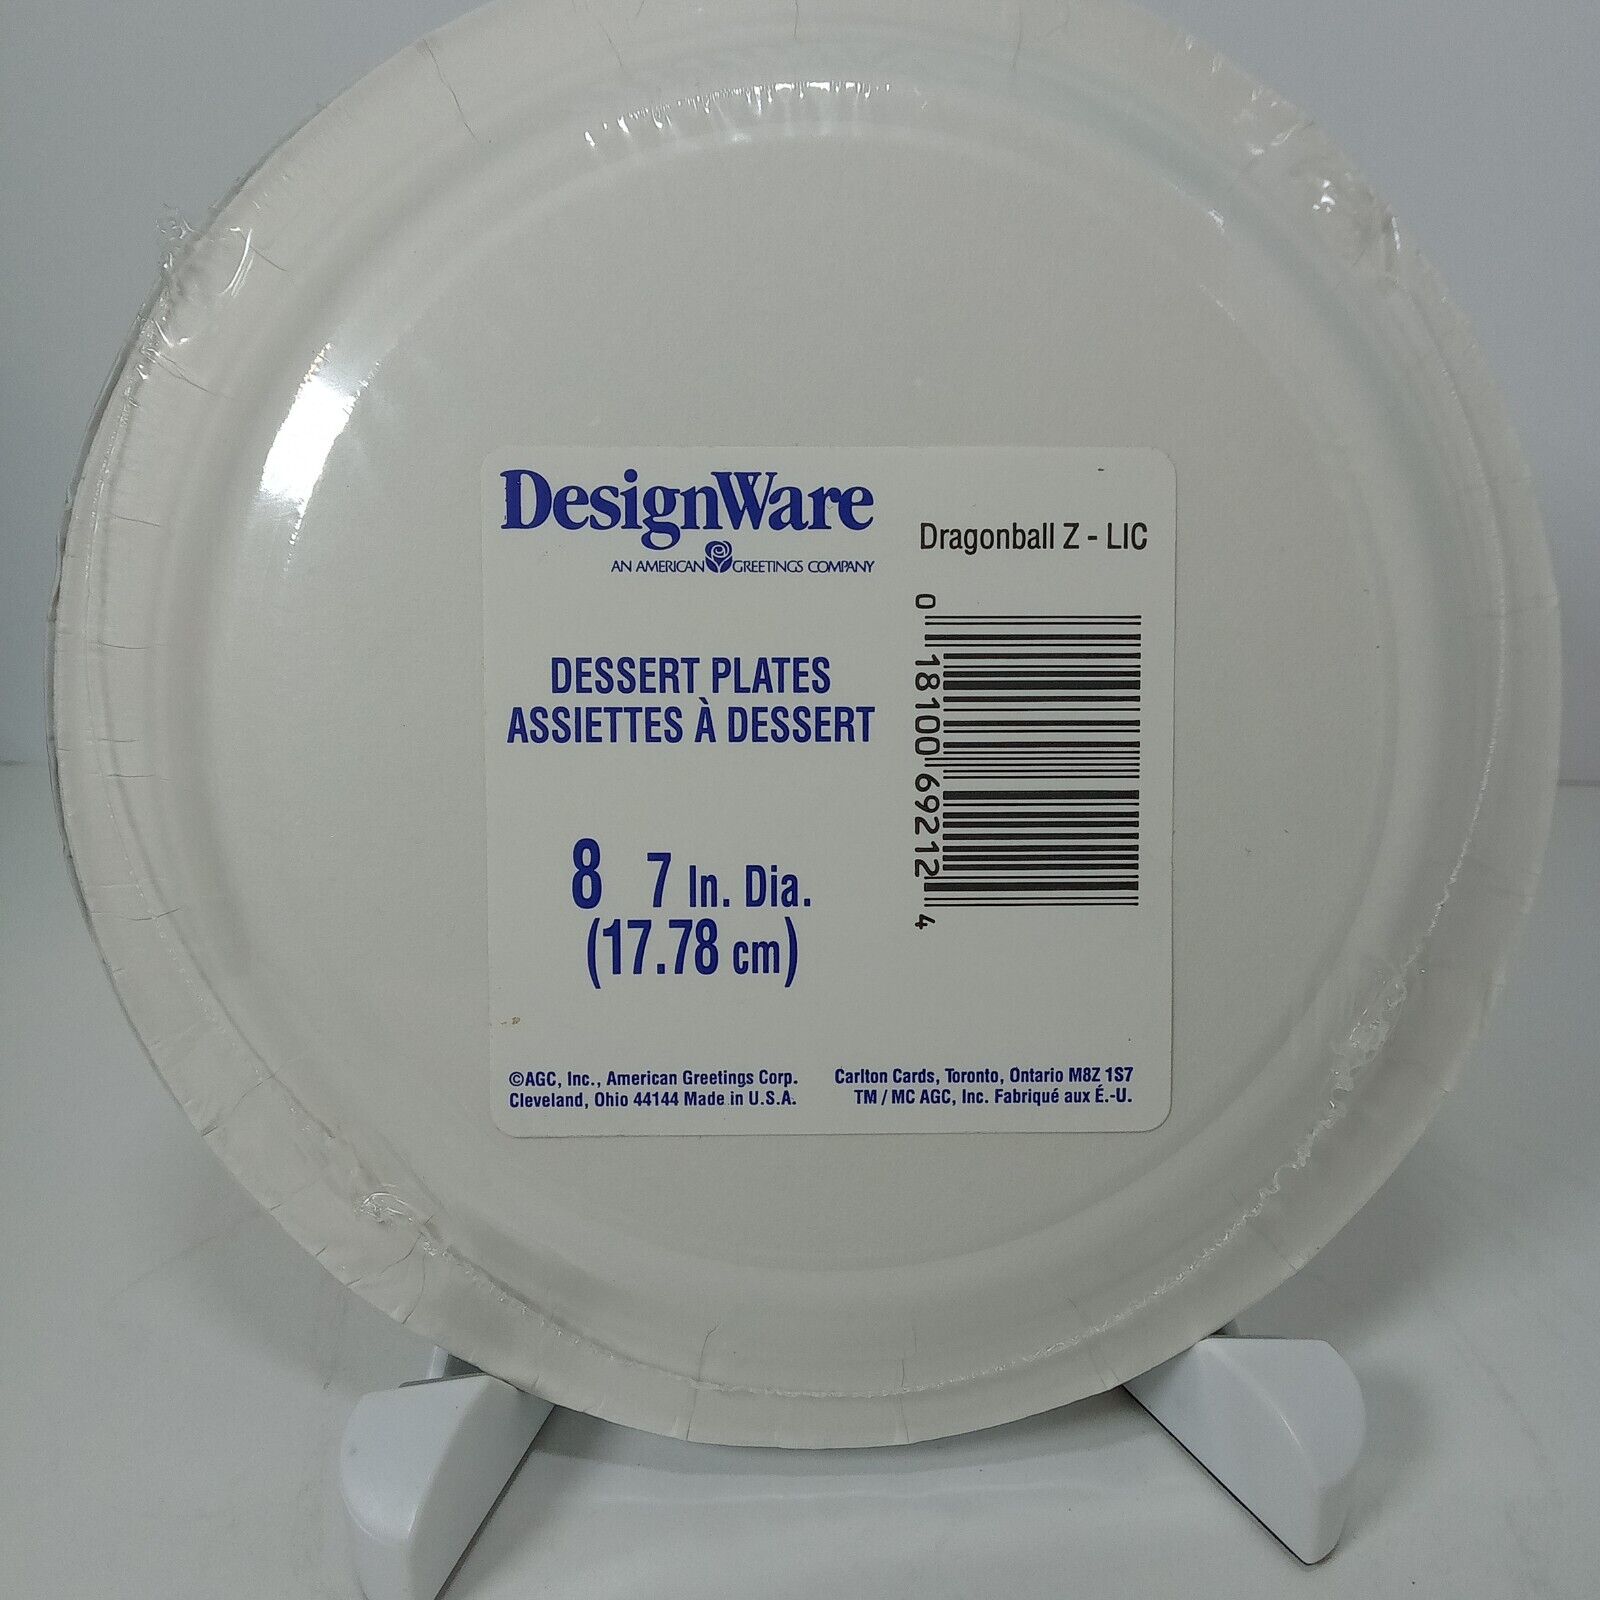 DesignWare
AN AMERICAN GREETINGS COMPANY
Dragonball Z - LIC
DESSERT PLATES
ASSIETTES À DESSERT
8 7 In. Dia.
(17.78 cm)
0 18100 69212 4
©AGC, Inc., American Greetings Corp.
Cleveland, Ohio 44144 Made in U.S.A.
Carlton Cards, Toronto, Ontario M8Z 1S7
TM / MC AGC, Inc. Fabriqué aux É.-U.